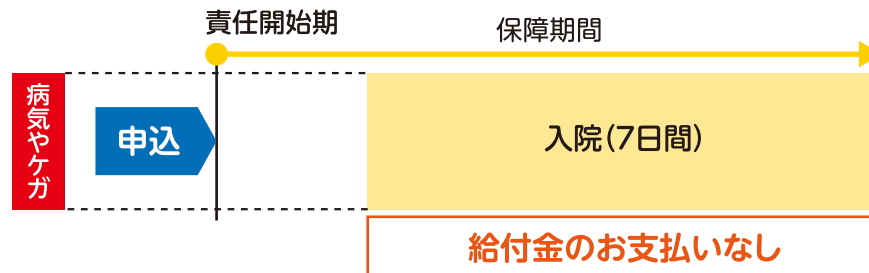 責任開始期
保障期間
病気やケガ
申込
入院(7日間)
給付金のお支払いなし